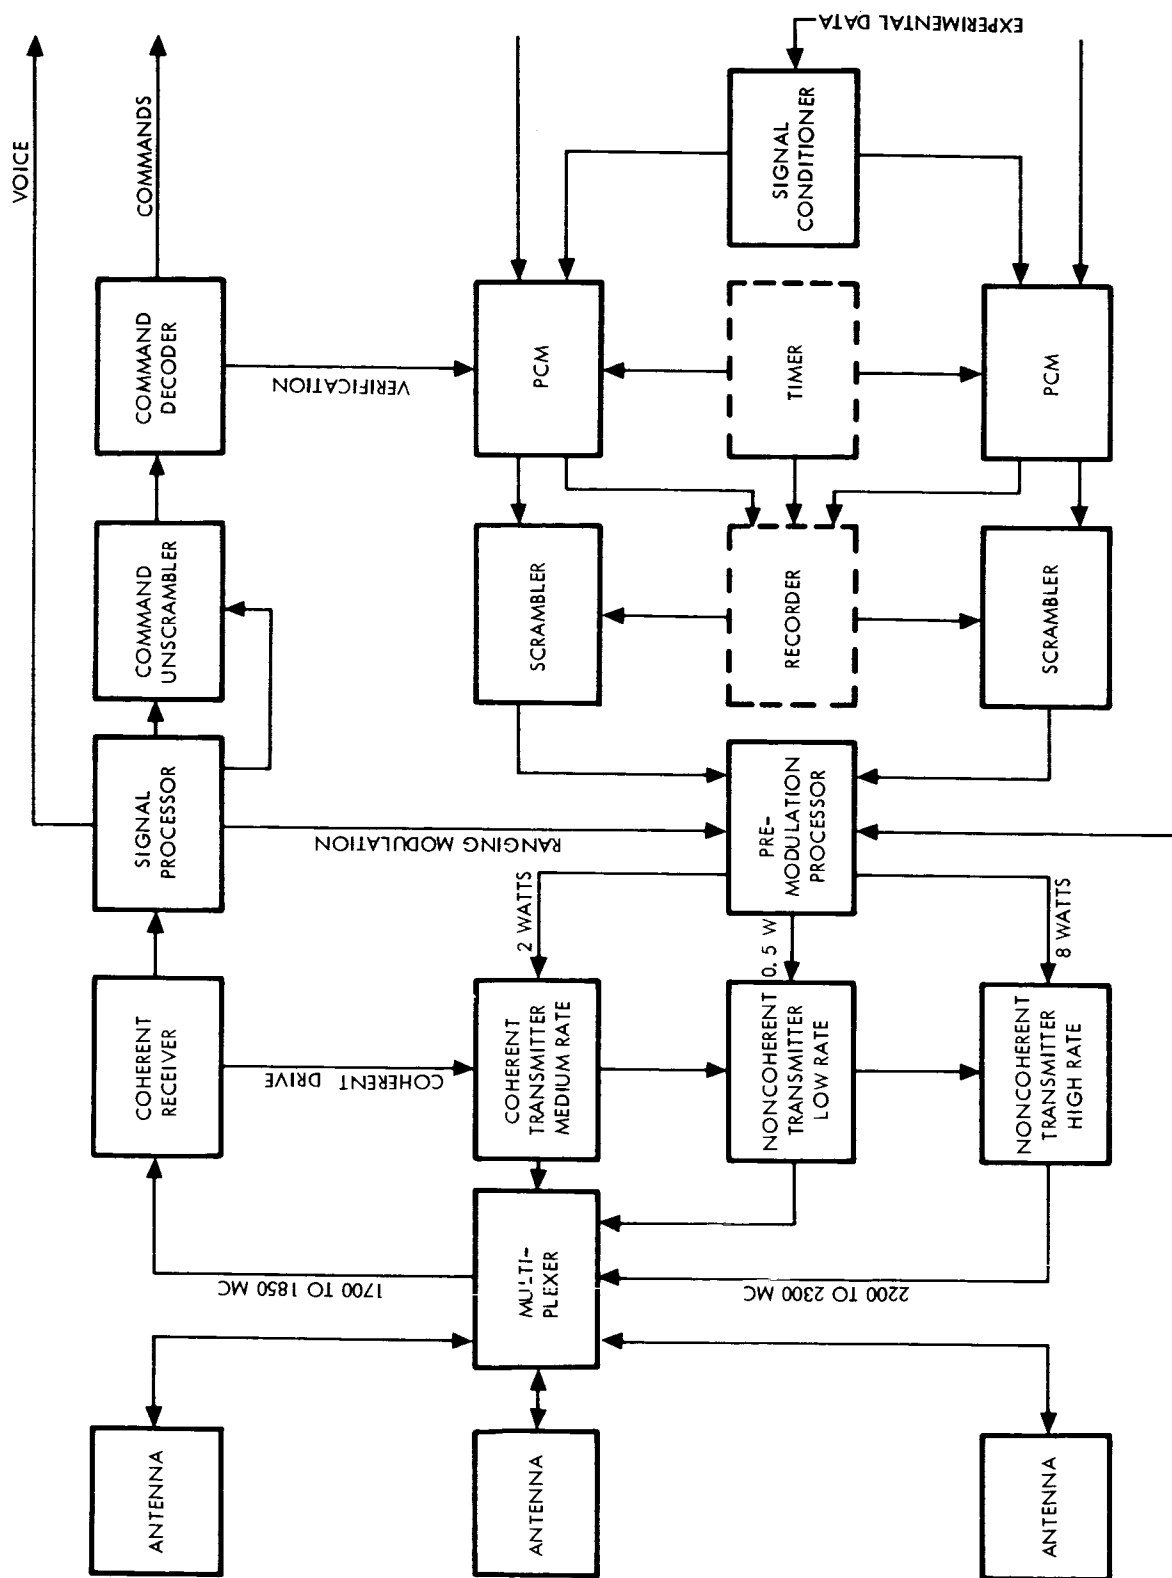 VOICE
COMMANDS
COMMAND
DECODER
COMMAND
UNSCRAMBLER
SIGNAL
PROCESSOR
COHERENT
RECEIVER
ANTENNA
VERIFICATION
RANGING MODULATION
COHERENT DRIVE
1700 TO 1850 MC
PCM
SCRAMBLER
2 WATTS
COHERENT
TRANSMITTER
MEDIUM RATE
MULTI-
PLEXER
ANTENNA
EXPERIMENTAL DATA
SIGNAL
CONDITIONER
TIMER
RECORDER
PRE-
MODULATION
PROCESSOR
0.5 W
NONCOHERENT
TRANSMITTER
LOW RATE
2200 TO 2300 MC
PCM
SCRAMBLER
8 WATTS
NONCOHERENT
TRANSMITTER
HIGH RATE
ANTENNA